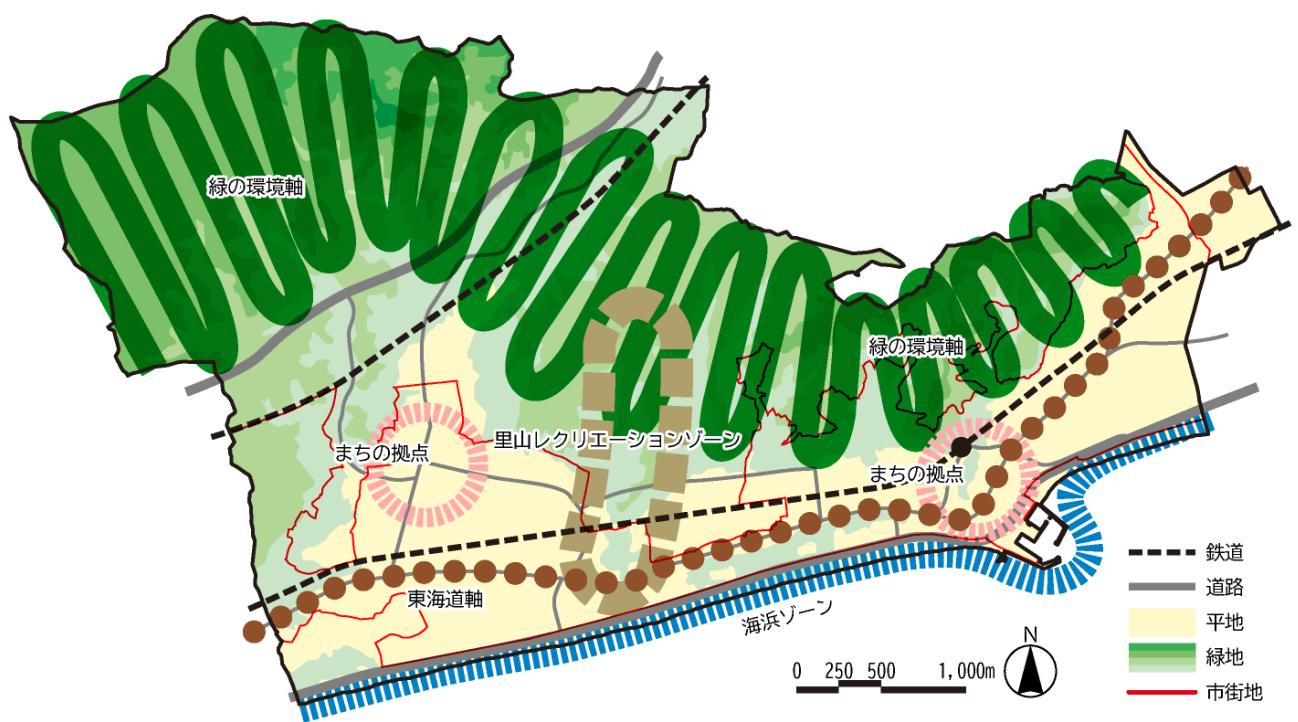 緑の環境軸
緑の環境軸
里山レクリエーションゾーン
まちの拠点
まちの拠点
東海道軸
海浜ゾーン
鉄道
道路
平地
緑地
市街地
N
0 250 500 1,000m